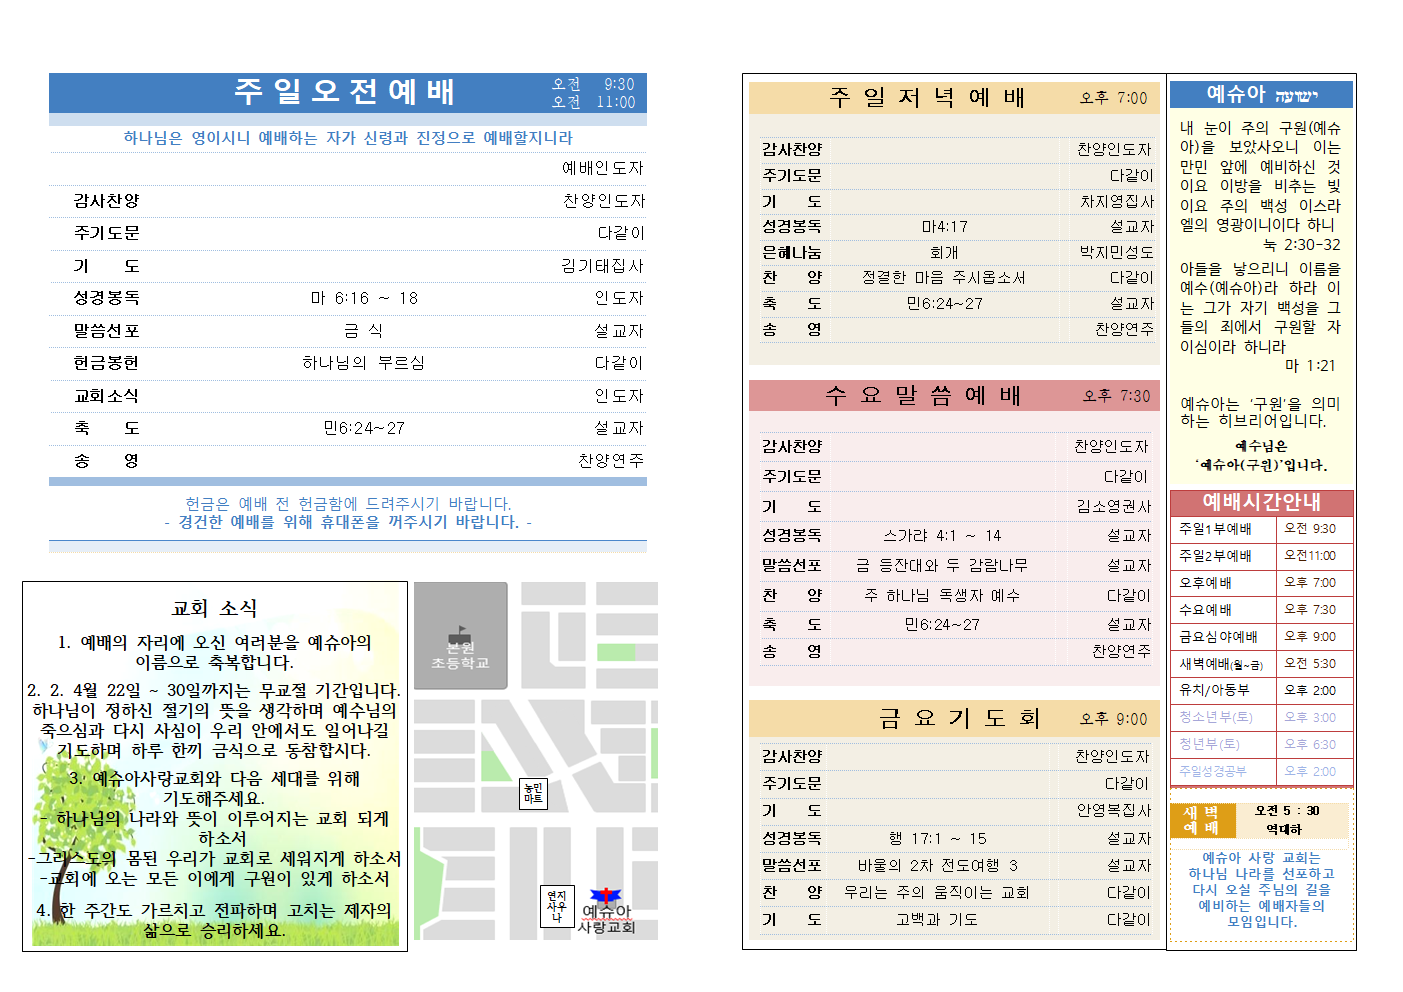 주일오전예배
오전 9:30
오전 11:00
하나님은 영이시니 예배하는 자가 신령과 진정으로 예배할지니라
예배인도자
감사찬양 찬양인도자
주기도문 다같이
기 도 김기태집사
성경봉독 마 6:16 ~ 18 인도자
말씀선포 금 식 설교자
헌금봉헌 하나님의 부르심 다같이
교회소식 인도자
축 도 민6:24~27 설교자
송 영 찬양연주
헌금은 예배 전 헌금함에 드려주시기 바랍니다.
- 경건한 예배를 위해 휴대폰을 꺼주시기 바랍니다. -
교회 소식
1. 예배의 자리에 오신 여러분을 예슈아의
이름으로 축복합니다.
2. 2. 4월 22일 ~ 30일까지는 무교절 기간입니다.
하나님이 정하신 절기의 뜻을 생각하며 예수님의
죽으심과 다시 사심이 우리 안에서도 일어나길
기도하며 하루 한끼 금식으로 동참합시다.
3. 예슈아사랑교회와 다음 세대를 위해
기도해주세요.
- 하나님의 나라와 뜻이 이루어지는 교회 되게
하소서
-그리스도의 몸된 우리가 교회로 세워지게 하소서
-교회에 오는 모든 이에게 구원이 있게 하소서
4. 한 주간도 가르치고 전파하며 고치는 제자의
삶으로 승리하세요.
본원
초등학교
농민
마트
연지
사우
나
예슈아
사랑교회
주일저녁예배 오후 7:00
감사찬양 찬양인도자
주기도문 다같이
기 도 차지영집사
성경봉독 마4:17 설교자
은혜나눔 회개 박지민성도
찬 양 정결한 마음 주시옵소서 다같이
축 도 민6:24~27 설교자
송 영 찬양연주
수요말씀예배 오후 7:30
감사찬양 찬양인도자
주기도문 다같이
기 도 김소영권사
성경봉독 스가랴 4:1 ~ 14 설교자
말씀선포 금 등잔대와 두 감람나무 설교자
찬 양 주 하나님 독생자 예수 다같이
축 도 민6:24~27 설교자
송 영 찬양연주
금요기도회 오후 9:00
감사찬양 찬양인도자
주기도문 다같이
기 도 안영복집사
성경봉독 행 17:1 ~ 15 설교자
말씀선포 바울의 2차 전도여행 3 설교자
찬 양 우리는 주의 움직이는 교회 다같이
기 도 고백과 기도 다같이
예슈아 ישועה
내 눈이 주의 구원(예슈
아)을 보았사오니 이는
만민 앞에 예비하신 것
이요 이방을 비추는 빛
이요 주의 백성 이스라
엘의 영광이니이다 하니
눅 2:30-32
아들을 낳으리니 이름을
예수(예슈아)라 하라 이
는 그가 자기 백성을 그
들의 죄에서 구원할 자
이심이라 하니라
마 1:21
예슈아는 '구원'을 의미
하는 히브리어입니다.
예수님은
'예슈아(구원)'입니다.
예배시간안내
주일1부예배 오전 9:30
주일2부예배 오전11:00
오후예배 오후 7:00
수요예배 오후 7:30
금요심야예배 오후 9:00
새벽예배(월~금) 오전 5:30
유치/아동부 오후 2:00
청소년부(토) 오후 3:00
청년부(토) 오후 6:30
주일성경공부 오후 2:00
새벽
예배
오전 5 : 30
역대하
예슈아 사랑 교회는
하나님 나라를 선포하고
다시 오실 주님의 길을
예비하는 예배자들의
모임입니다.